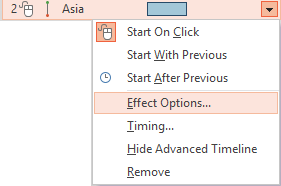 2 Asia
Start On Click
Start With Previous
Start After Previous
Effect Options...
Timing...
Hide Advanced Timeline
Remove